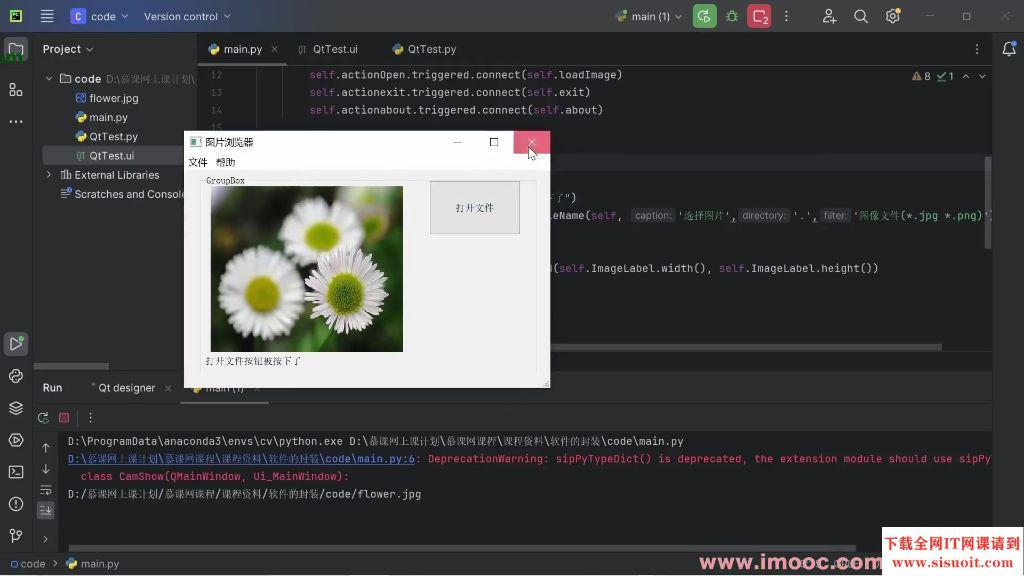 C code Version control main (1) 2
Project main.py QtTest.ui QtTest.py
code D:\慕课网上课计划\
flower.jpg
main.py
QtTest.py
QtTest.ui
External Libraries
Scratches and Console
12 self.actionOpen.triggered.connect(self.loadImage) 8 1
13 self.actionexit.triggered.connect(self.exit)
14 self.actionabout.triggered.connect(self.about)
图片浏览器
文件 帮助
GroupBox
打开文件
打开文件按钮被按下了
下了")
leName(self, caption: '选择图片', directory: '.', filter: '图像文件(*.jpg *.png)')
(self.ImageLabel.width(), self.ImageLabel.height())
Run Qt designer main (1)
D:\ProgramData\anaconda3\envs\cv\python.exe D:\慕课网上课计划\慕课网课程\课程资料\软件的封装\code\main.py
D:\慕课网上课计划\慕课网课程\课程资料\软件的封装\code\main.py:6: DeprecationWarning: sipPyTypeDict() is deprecated, the extension module should use sipPy
class CamShow(QMainWindow, Ui_MainWindow):
D:/慕课网上课计划/慕课网课程/课程资料/软件的封装/code/flower.jpg
code main.py
www.imooc.com
下载全网IT网课请到
www.sisuoit.com